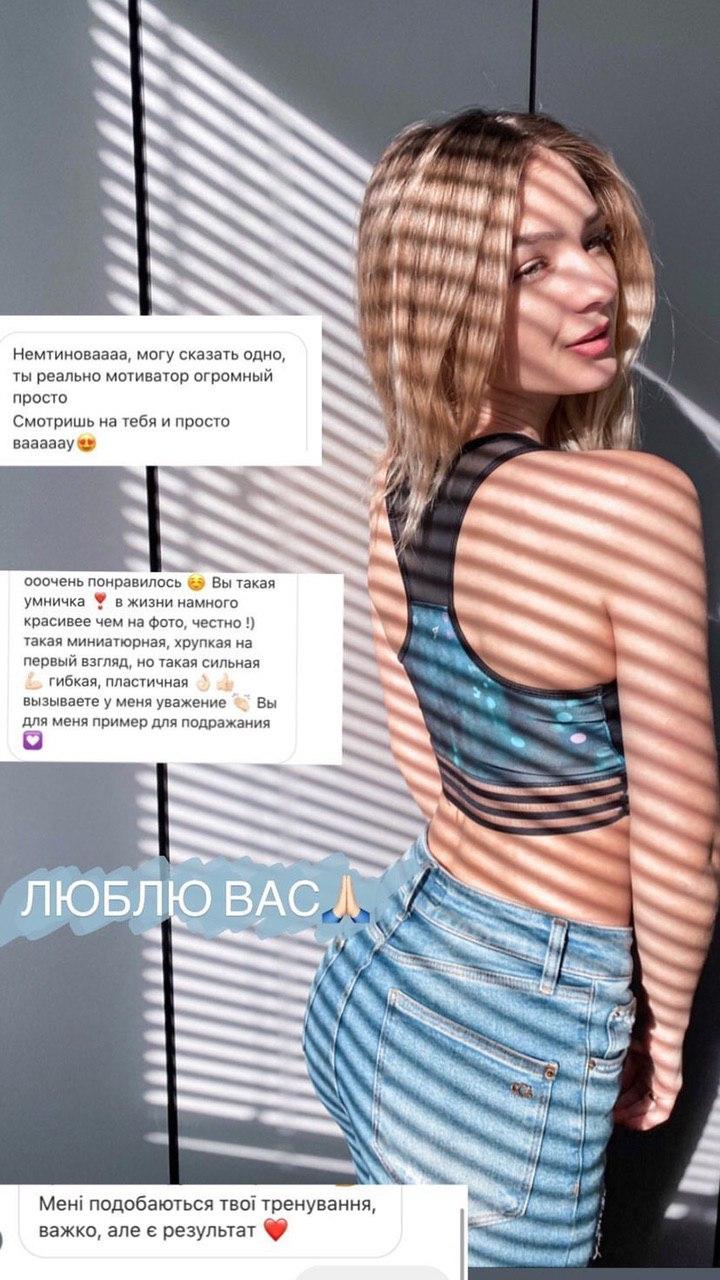 Немтиноваааа, могу сказать одно,
ты реально мотиватор огромный
просто
Смотришь на тебя и просто
вааааау😍
ооочень понравилось ☺️ Вы такая
умничка ❣️ в жизни намного
красивее чем на фото, честно !)
такая миниатюрная, хрупкая на
первый взгляд, но такая сильная
💪🏻 гибкая, пластичная 👌🏻👍🏻
вызываете у меня уважение 👏🏻 Вы
для меня пример для подражания
💟
ЛЮБЛЮ ВАС🙏🏻
Мені подобаються твої тренування,
важко, але є результат ❤️